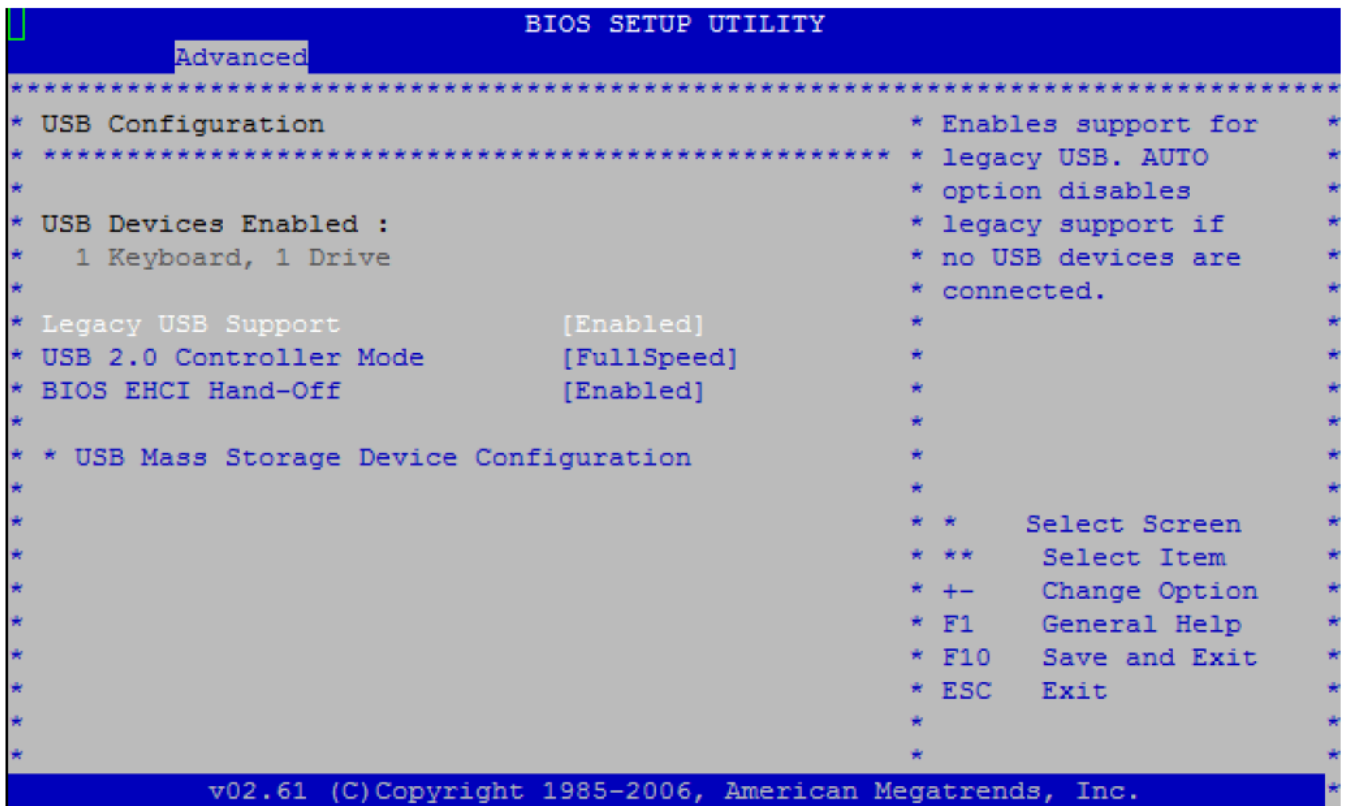 BIOS SETUP UTILITY
Advanced
********************************************************************************
* USB Configuration * Enables support for *
* *************************************************** * legacy USB. AUTO *
* * option disables *
* USB Devices Enabled : * legacy support if *
* 1 Keyboard, 1 Drive * no USB devices are *
* * connected. *
* Legacy USB Support [Enabled] * *
* USB 2.0 Controller Mode [FullSpeed] * *
* BIOS EHCI Hand-Off [Enabled] * *
* * *
* * USB Mass Storage Device Configuration * *
* * *
* * * Select Screen *
* * ** Select Item *
* * +- Change Option *
* * F1 General Help *
* * F10 Save and Exit *
* * ESC Exit *
* * *
* * *
v02.61 (C)Copyright 1985-2006, American Megatrends, Inc. *